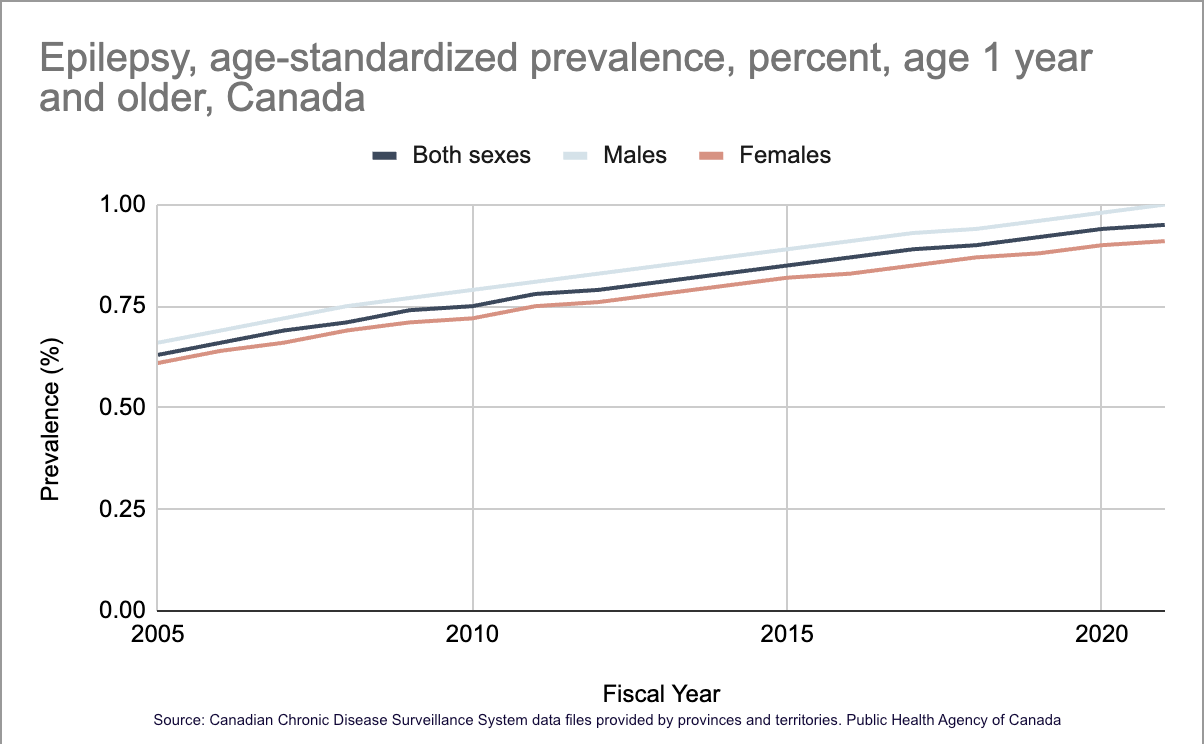 Epilepsy, age-standardized prevalence, percent, age 1 year
and older, Canada
Both sexes Males Females
1.00
0.75
0.50
0.25
0.00
Prevalence (%)
2005 2010 2015 2020
Fiscal Year
Source: Canadian Chronic Disease Surveillance System data files provided by provinces and territories. Public Health Agency of Canada